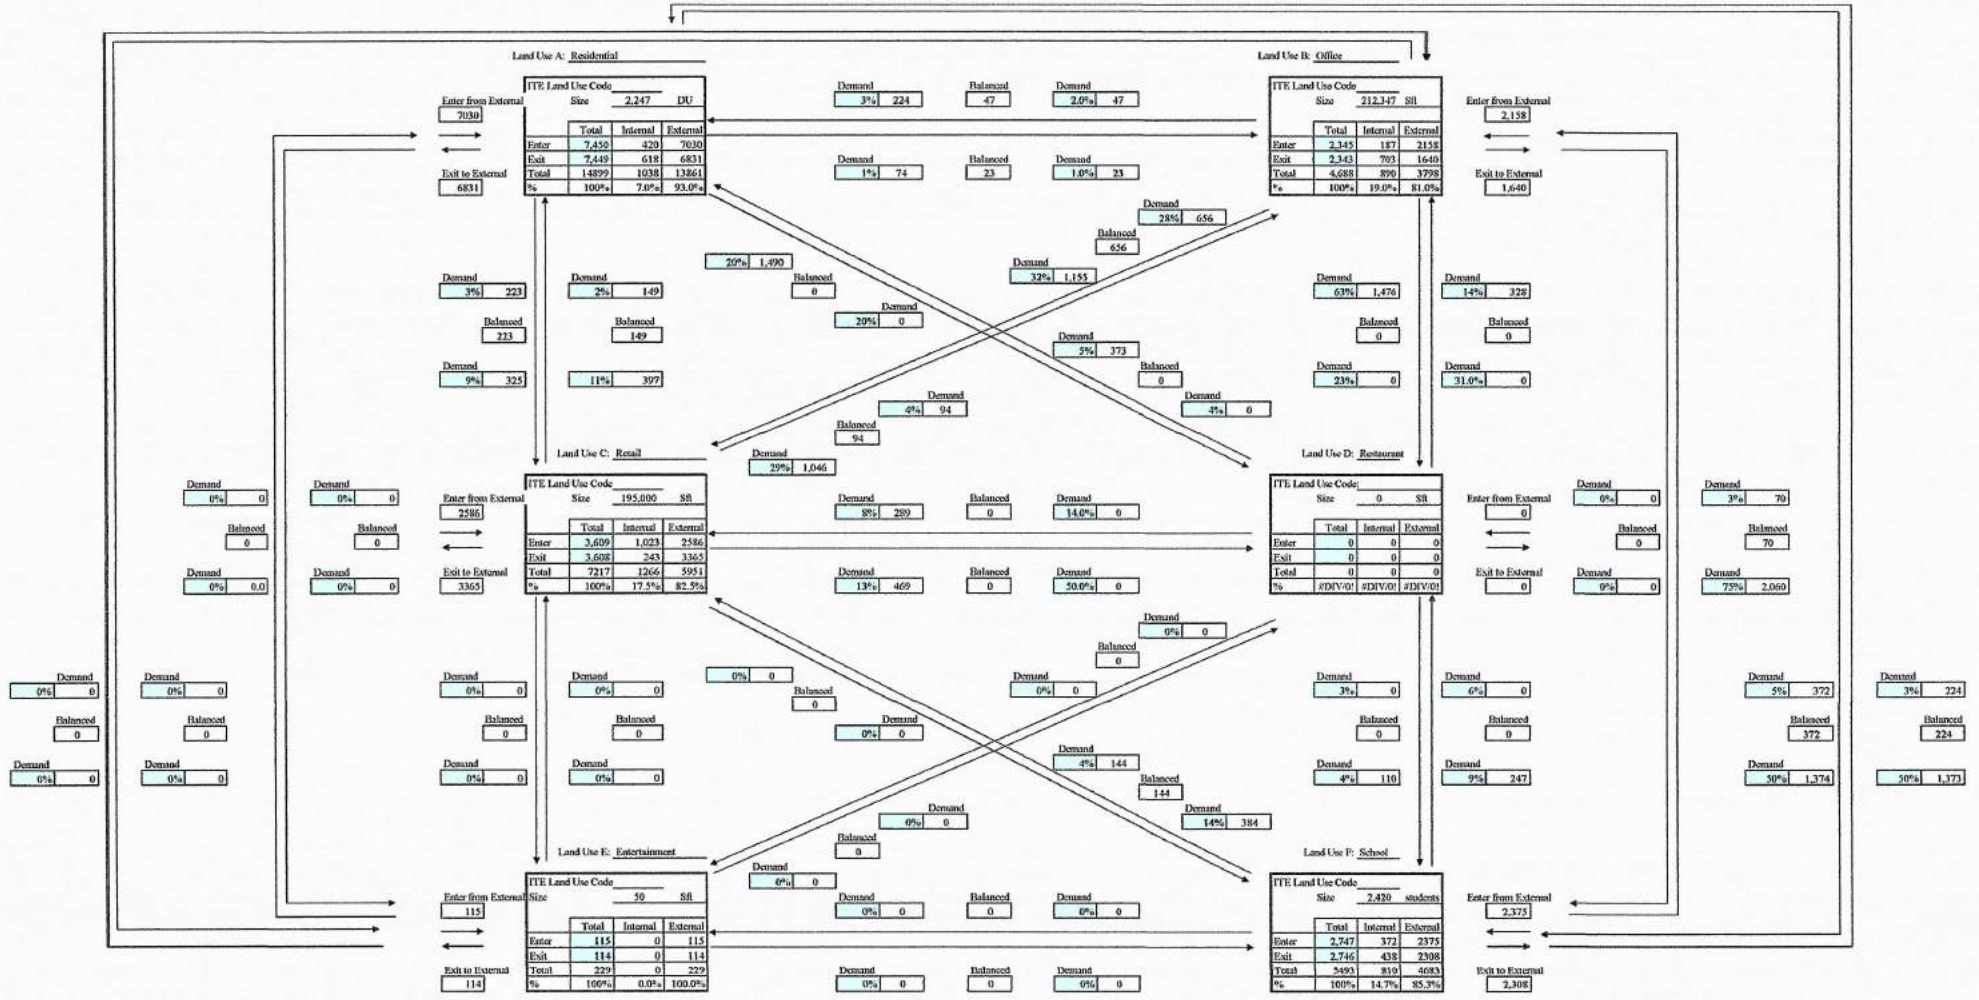 Land Use A: Residential
Land Use B: Office
ITE Land Use Code
Size 2,247 DU
Total Internal External
Enter 7,450 420 7030
Exit 7,449 618 6831
Total 14899 1038 13861
% 100% 7.0% 93.0%
Enter from External
7030
Exit to External
6831
Demand Balanced Demand
3% 224 47 2.0% 47
Demand Balanced Demand
1% 74 23 1.0% 23
ITE Land Use Code
Size 212,347 Sft
Total Internal External
Enter 2,345 187 2158
Exit 2,343 703 1640
Total 4,688 890 3798
% 100% 19.0% 81.0%
Enter from External
2,158
Exit to External
1,640
Demand
28% 656
Balanced
656
Demand
32% 1,155
20% 1,490
Balanced
0
Demand
20% 0
Demand Demand
3% 223 2% 149
Balanced Balanced
223 149
Demand
9% 325 11% 397
Demand
5% 373
Balanced
0
Demand
4% 0
Demand Demand
63% 1,476 14% 328
Balanced Balanced
0 0
Demand Demand
23% 0 31.0% 0
Demand
4% 94
Balanced
94
Demand
29% 1,046
Land Use C: Retail
Land Use D: Restaurant
Demand Demand
0% 0 0% 0
Balanced Balanced
0 0
Demand Demand
0% 0.0 0% 0
Enter from External
2586
Exit to External
3365
ITE Land Use Code
Size 195,000 Sft
Total Internal External
Enter 3,609 1,023 2586
Exit 3,608 243 3365
Total 7217 1266 5951
% 100% 17.5% 82.5%
Demand Balanced Demand
8% 289 0 14.0% 0
Demand Balanced Demand
13% 469 0 50.0% 0
ITE Land Use Code:
Size 0 Sft
Total Internal External
Enter 0 0 0
Exit 0 0 0
Total 0 0 0
% #DIV/0! #DIV/0! #DIV/0!
Enter from External
0
Exit to External
0
Demand Demand
0% 0 3% 70
Balanced Balanced
0 70
Demand Demand
0% 0 75% 2,060
Demand Demand
0% 0 0% 0
Balanced Balanced
0 0
Demand Demand
0% 0 0% 0
Demand Demand
0% 0 0% 0
Balanced Balanced
0 0
Demand Demand
0% 0 0% 0
0% 0
Balanced
0
Demand
0% 0
Demand
0% 0
Balanced
0
Demand
0% 0
Demand
4% 144
Balanced
144
Demand
14% 384
Demand Demand
3% 0 6% 0
Balanced Balanced
0 0
Demand Demand
4% 110 9% 247
Demand Demand
5% 372 3% 224
Balanced Balanced
372 224
Demand
50% 1,374 50% 1,373
Demand
0% 0
Balanced
0
Demand
0% 0
Land Use E: Entertainment
Land Use F: School
Enter from External
115
Exit to External
114
ITE Land Use Code
Size 50 Sft
Total Internal External
Enter 115 0 115
Exit 114 0 114
Total 229 0 229
% 100% 0.0% 100.0%
Demand Balanced Demand
0% 0 0 0% 0
Demand Balanced Demand
0% 0 0 0% 0
ITE Land Use Code
Size 2,420 students
Total Internal External
Enter 2,747 372 2375
Exit 2,746 438 2308
Total 5493 810 4683
% 100% 14.7% 85.3%
Enter from External
2,375
Exit to External
2,308